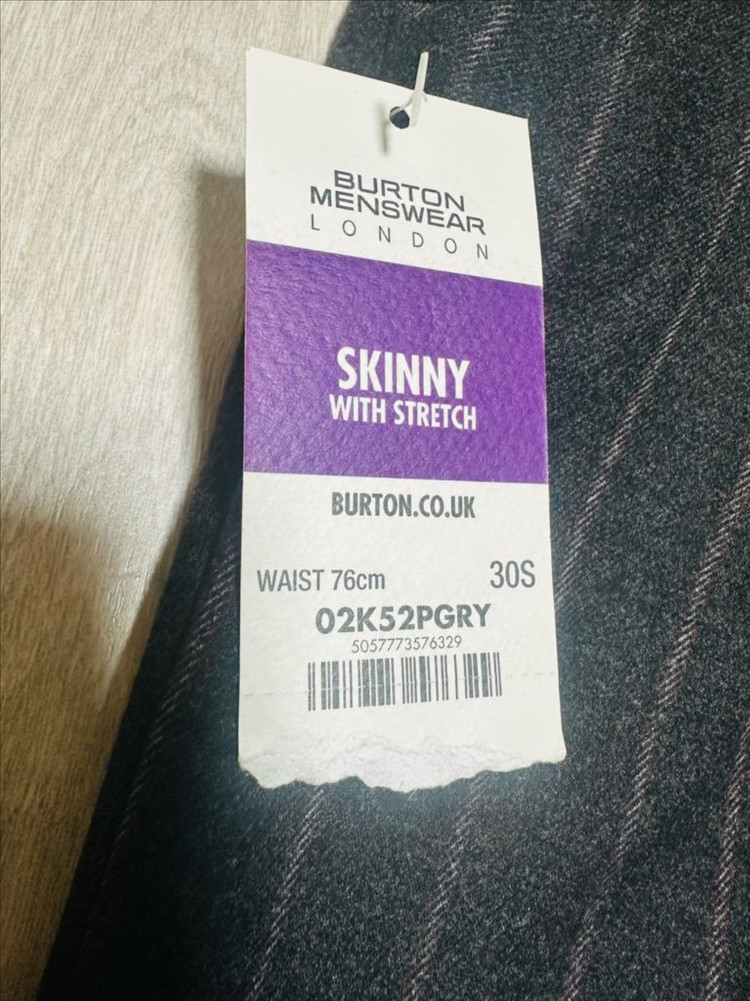 BURTON
MENSWEAR
LONDON
SKINNY
WITH STRETCH
BURTON.CO.UK
WAIST 76cm 30S
02K52PGRY
5057773576329